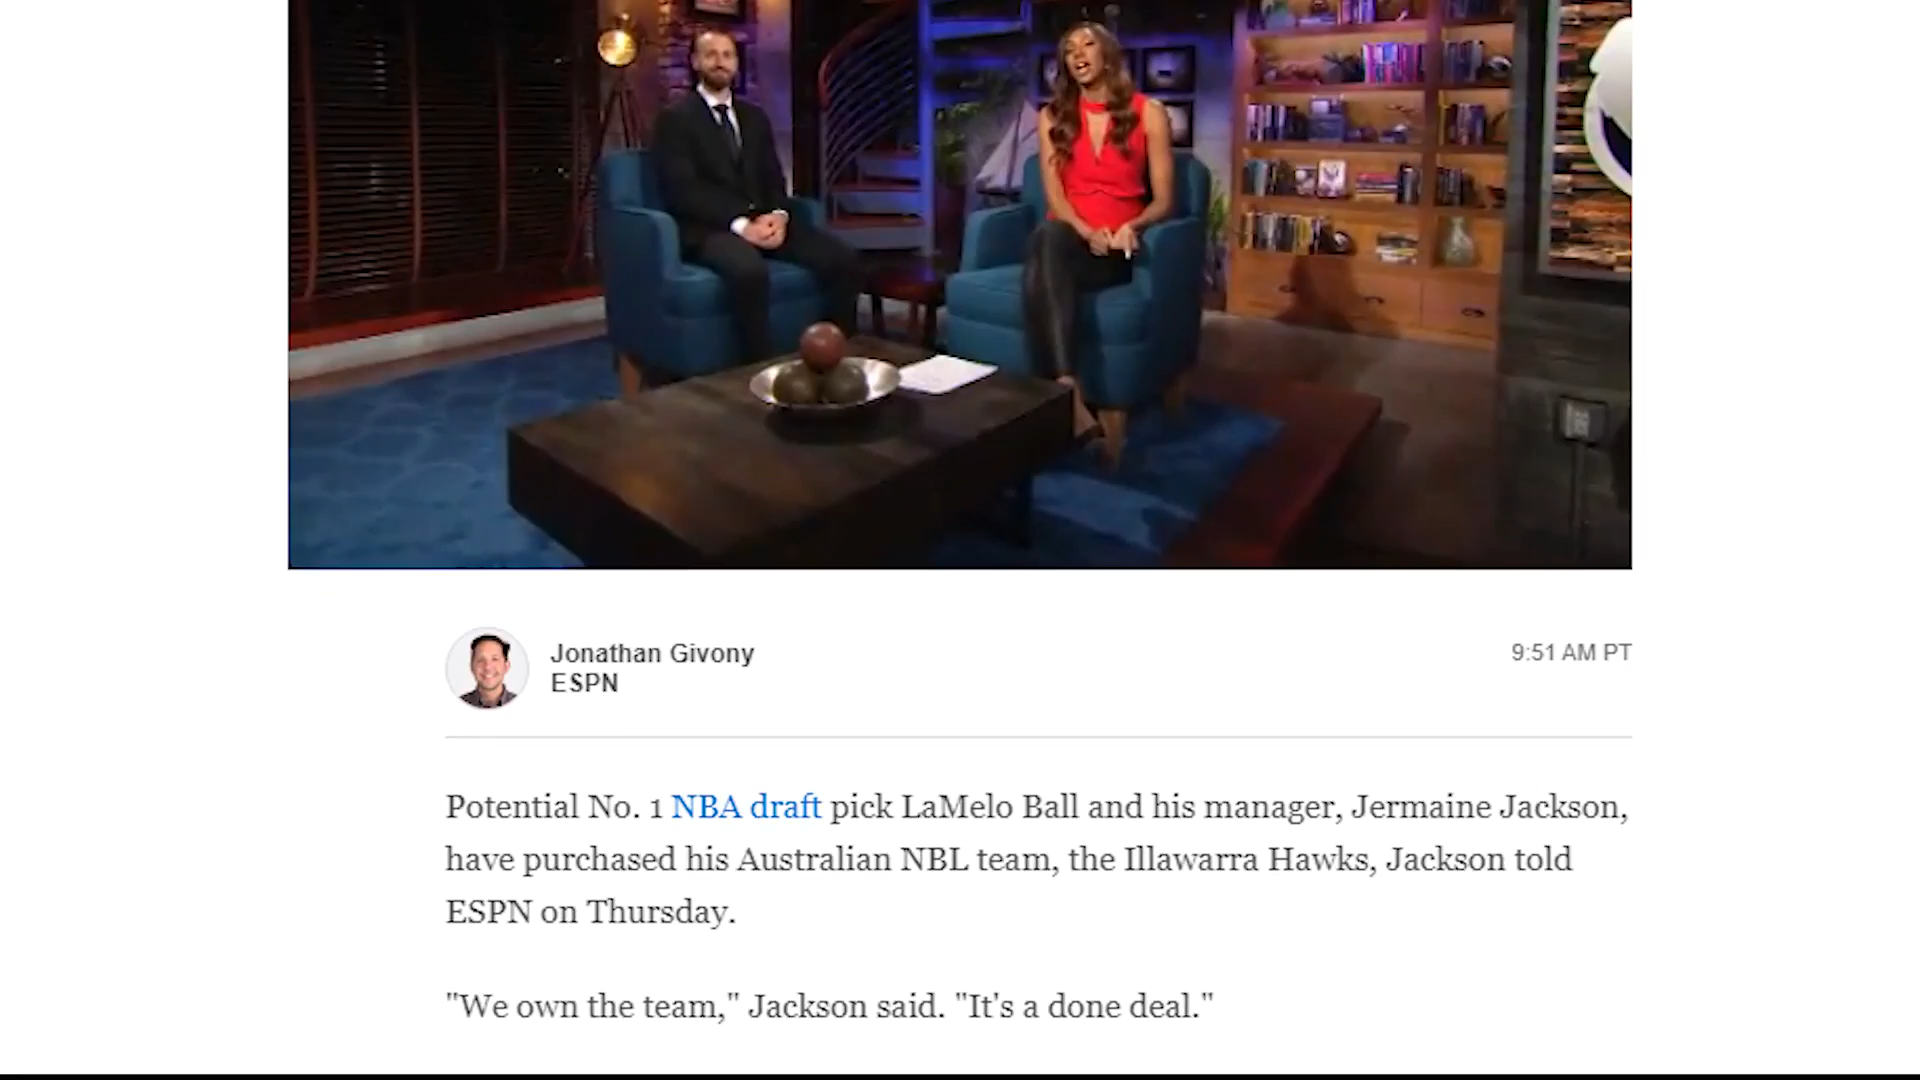 Jonathan Givony
ESPN
9:51 AM PT
Potential No. 1 NBA draft pick LaMelo Ball and his manager, Jermaine Jackson,
have purchased his Australian NBL team, the Illawarra Hawks, Jackson told
ESPN on Thursday.
"We own the team," Jackson said. "It's a done deal."